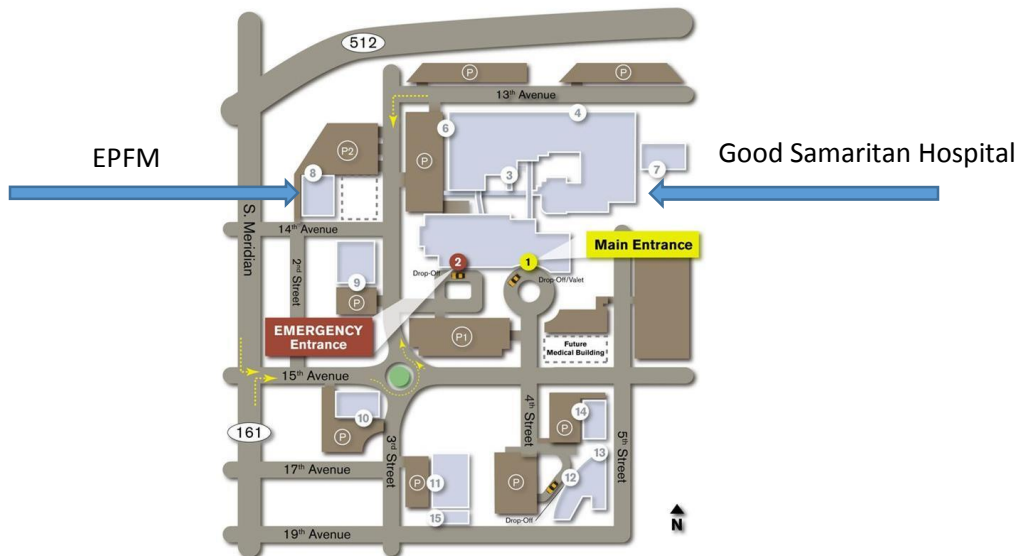 512
P
P
13th Avenue
4
6
EPFM
P2
P
Good Samaritan Hospital
8
7
3
S. Meridian
14th Avenue
Main Entrance
2nd Street
2
1
Drop-Off
Drop-Off/Valet
9
P
EMERGENCY
Entrance
P1
Future
Medical Building
15th Avenue
10
14
P
P
4th Street
161
3rd Street
5th Street
13
17th Avenue
P
11
P
12
15
Drop-Off
19th Avenue
N